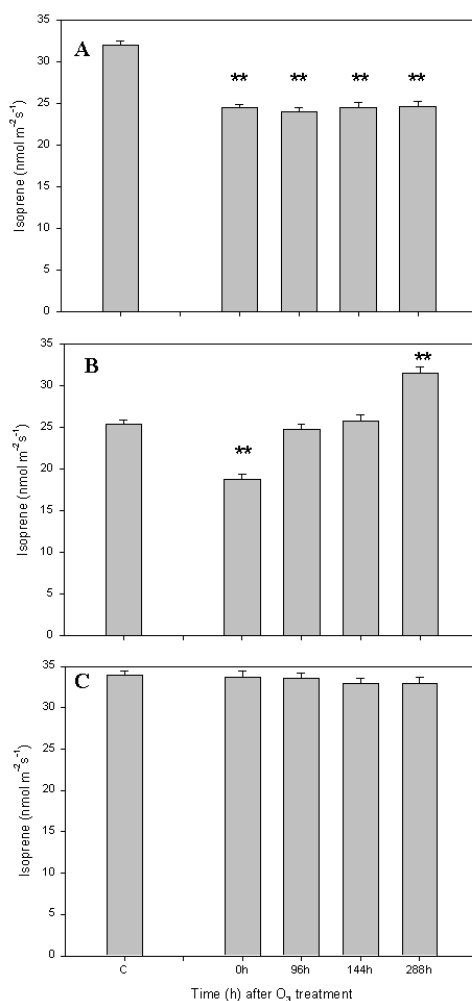 A
35
30
25
20
15
10
5
0
Isoprene (nmol m⁻²s⁻¹)
** ** ** **
B
35
30
25
20
15
10
5
0
Isoprene (nmol m⁻²s⁻¹)
** **
C
35
30
25
20
15
10
5
0
Isoprene (nmol m⁻²s⁻¹)
C 0h 96h 144h 288h
Time (h) after O₃ treatment